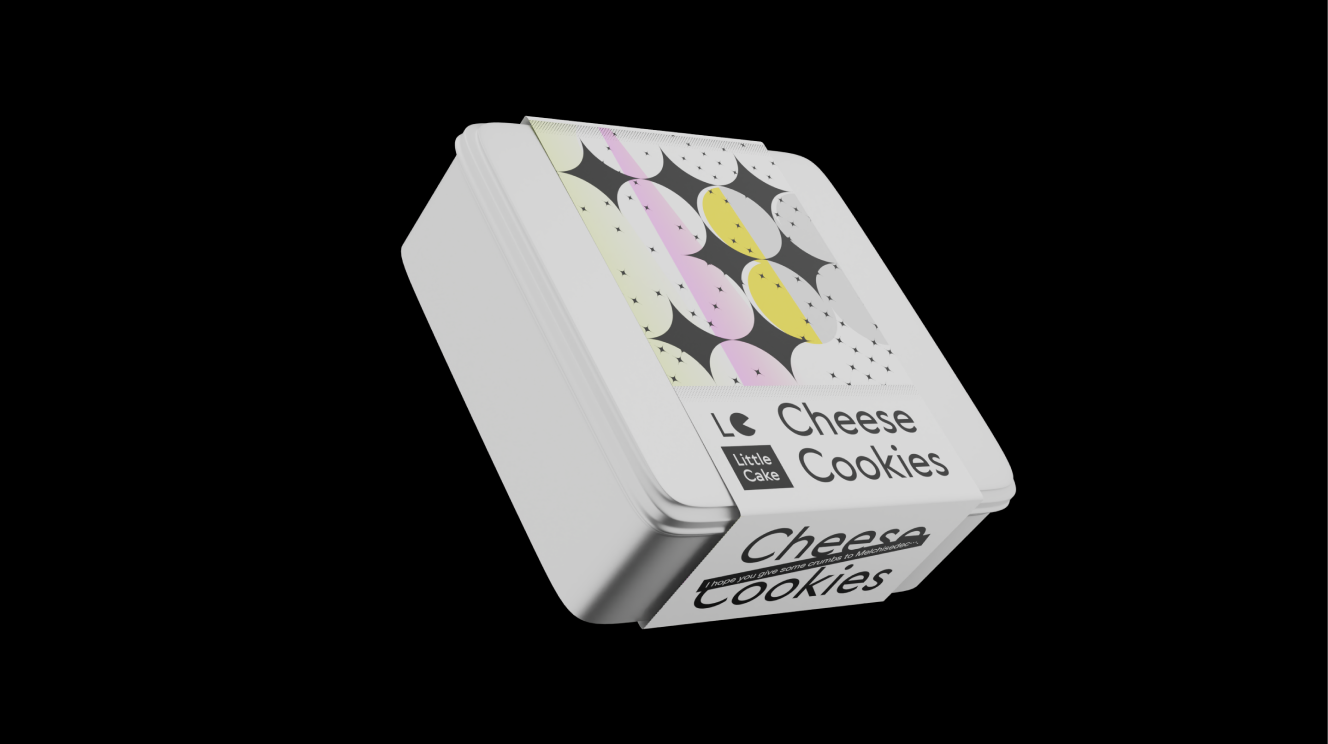 LC
Cheese
Cookies
Little
Cake
Cheese
I hope you give some crumbs to Melchisedec...
Cookies